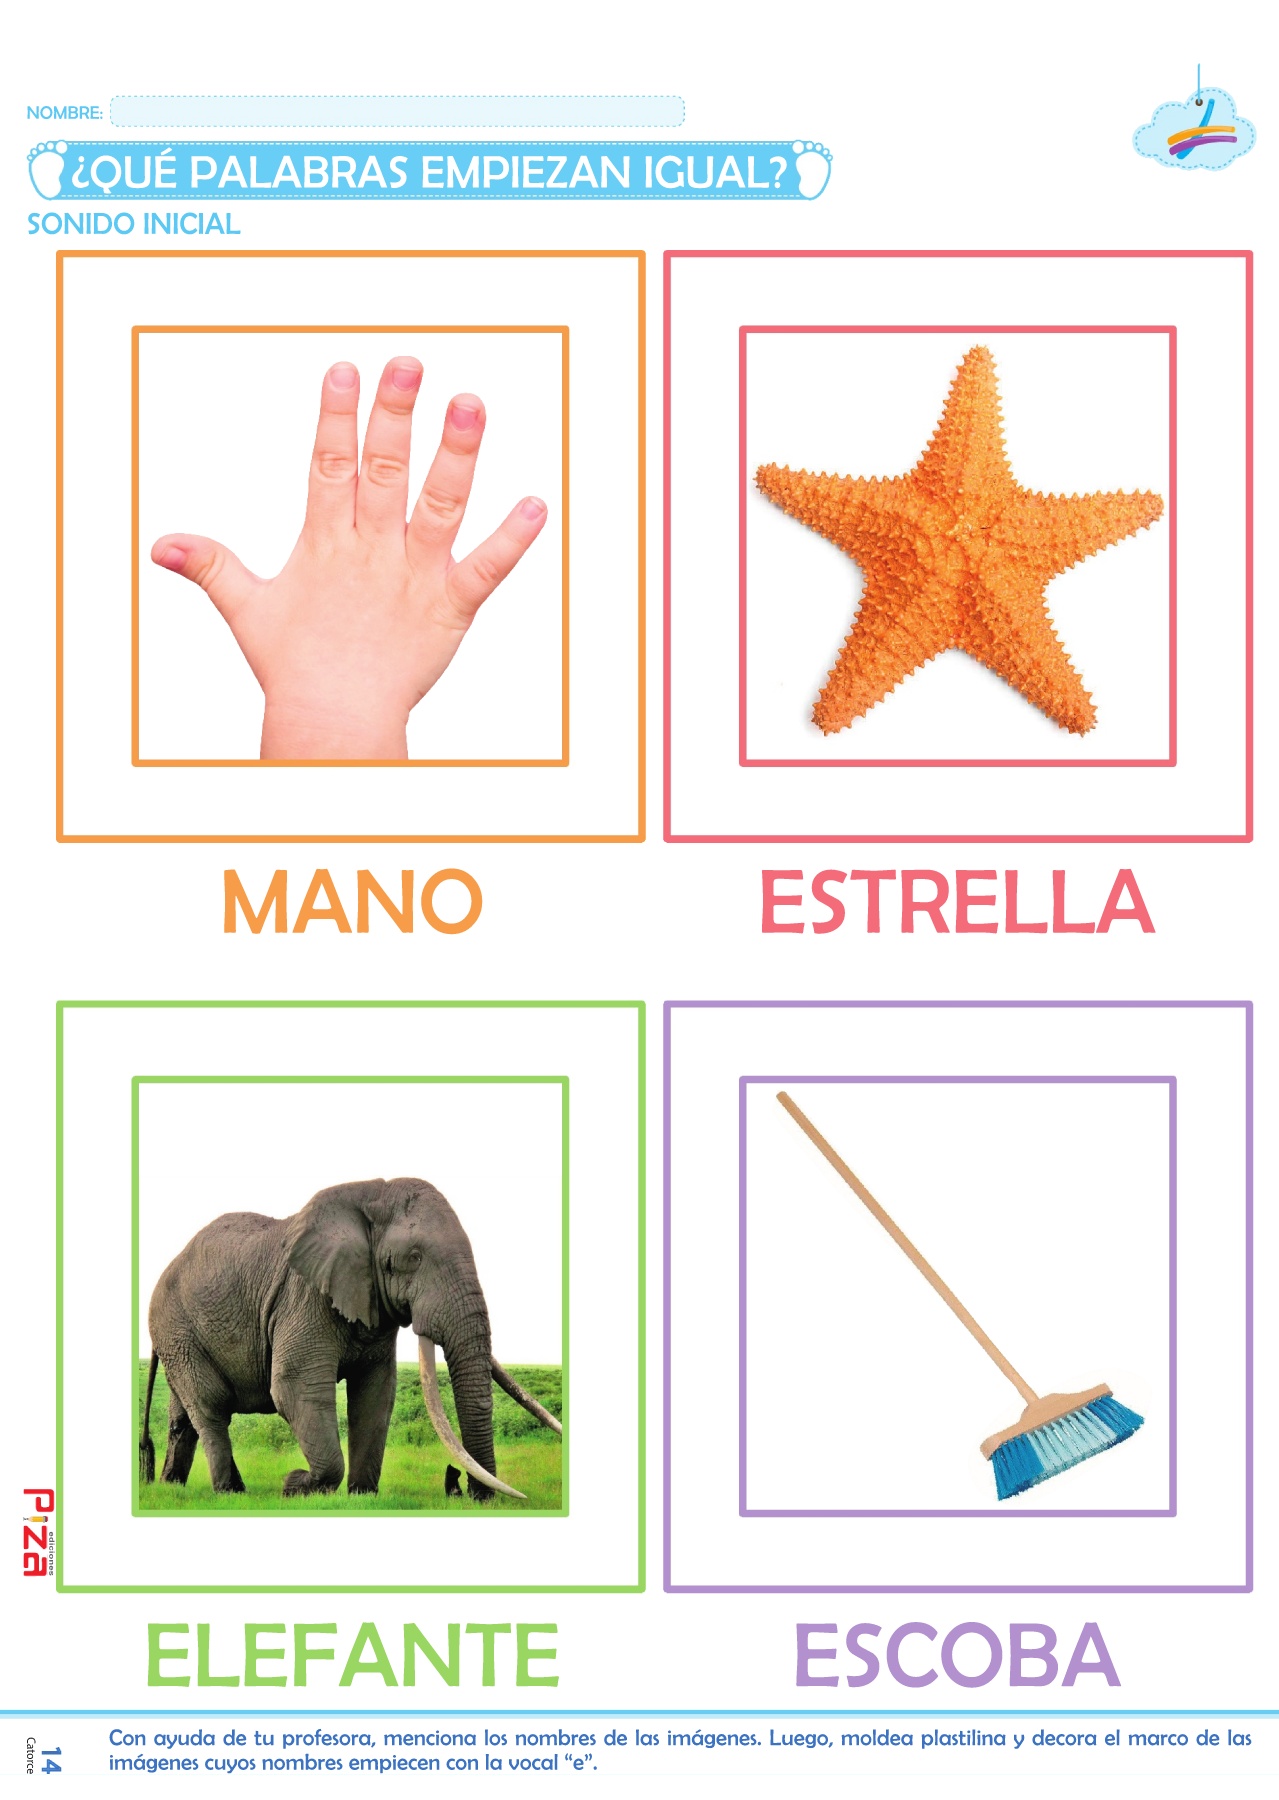 NOMBRE:
¿QUÉ PALABRAS EMPIEZAN IGUAL?
SONIDO INICIAL
MANO
ESTRELLA
ELEFANTE
ESCOBA
Piza
ediciones
14
Catorce
Con ayuda de tu profesora, menciona los nombres de las imágenes. Luego, moldea plastilina y decora el marco de las
imágenes cuyos nombres empiecen con la vocal “e”.